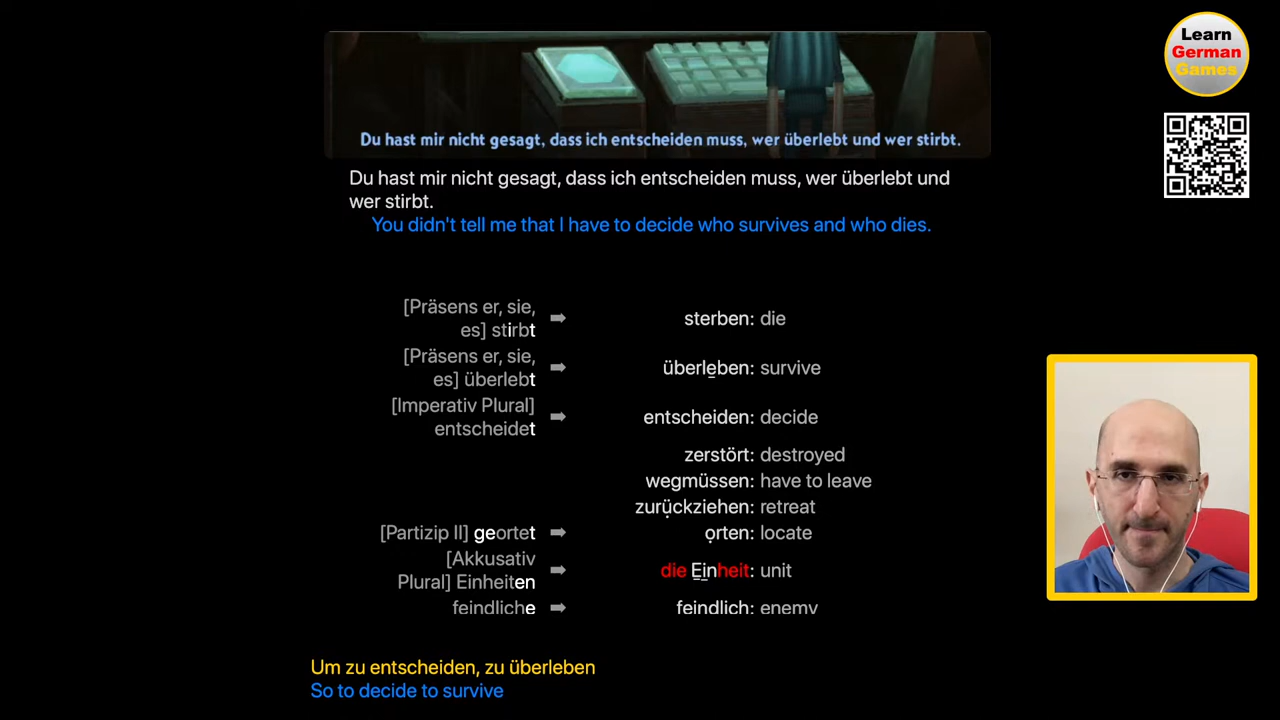 Learn
German
Games
Du hast mir nicht gesagt, dass ich entscheiden muss, wer überlebt und wer stirbt.
Du hast mir nicht gesagt, dass ich entscheiden muss, wer überlebt und
wer stirbt.
You didn't tell me that I have to decide who survives and who dies.
[Präsens er, sie,
es] stirbt ➡ sterben: die
[Präsens er, sie,
es] überlebt ➡ überleben: survive
[Imperativ Plural]
entscheidet ➡ entscheiden: decide
zerstört: destroyed
wegmüssen: have to leave
zurückziehen: retreat
[Partizip II] geortet ➡ orten: locate
[Akkusativ
Plural] Einheiten ➡ die Einheit: unit
feindliche ➡ feindlich: enemy
Um zu entscheiden, zu überleben
So to decide to survive